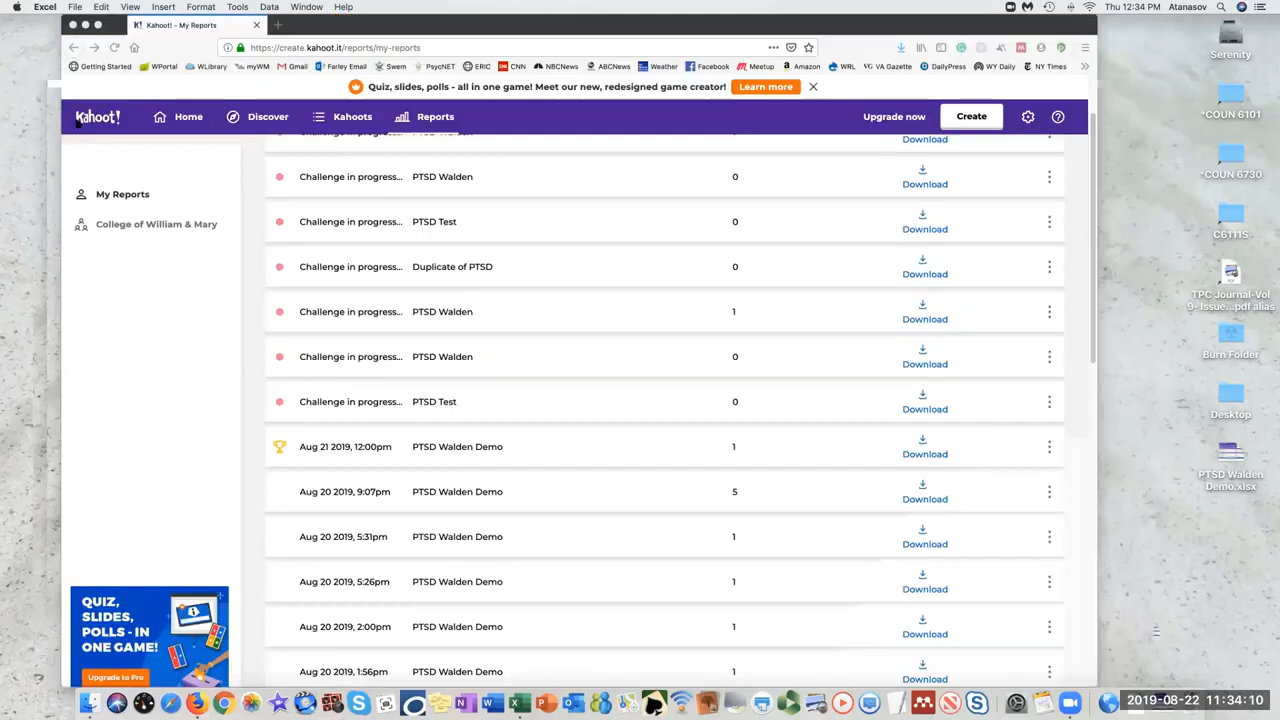 Excel File Edit View Insert Format Tools Data Window Help Thu 12:34 PM Atanasov
K! Kahoot! - My Reports
https://create.kahoot.it/reports/my-reports
Getting Started WPortal WLibrary myWM Gmail Farley Email Swem PsycNET ERIC CNN NBCNews ABCNews Weather Facebook Meetup Amazon WRL VA Gazette DailyPress WY Daily NY Times
Quiz, slides, polls - all in one game! Meet our new, redesigned game creator! Learn more
Kahoot! Home Discover Kahoots Reports Upgrade now Create
Download
My Reports
College of William & Mary
Challenge in progress... PTSD Walden 0 Download
Challenge in progress... PTSD Test 0 Download
Challenge in progress... Duplicate of PTSD 0 Download
Challenge in progress... PTSD Walden 1 Download
Challenge in progress... PTSD Walden 0 Download
Challenge in progress... PTSD Test 0 Download
Aug 21 2019, 12:00pm PTSD Walden Demo 1 Download
Aug 20 2019, 9:07pm PTSD Walden Demo 5 Download
Aug 20 2019, 5:31pm PTSD Walden Demo 1 Download
Aug 20 2019, 5:26pm PTSD Walden Demo 1 Download
Aug 20 2019, 2:00pm PTSD Walden Demo 1 Download
Aug 20 2019, 1:56pm PTSD Walden Demo 1 Download
QUIZ,
SLIDES,
POLLS - IN
ONE GAME!
Upgrade to Pro
Serenity
*COUN 6101
*COUN 6730
C6111S
TPC Journal-Vol
9- Issue...pdf alias
Burn Folder
Desktop
PTSD Walden
Demo.xlsx
2019-08-22 11:34:10